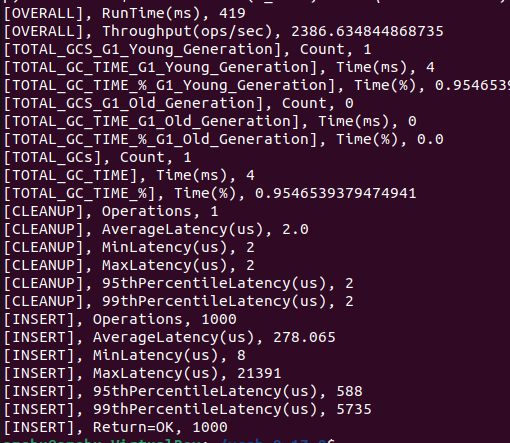 [OVERALL], RunTime(ms), 419
[OVERALL], Throughput(ops/sec), 2386.634844868735
[TOTAL_GCS_G1_Young_Generation], Count, 1
[TOTAL_GC_TIME_G1_Young_Generation], Time(ms), 4
[TOTAL_GC_TIME_%_G1_Young_Generation], Time(%), 0.9546539
[TOTAL_GCS_G1_Old_Generation], Count, 0
[TOTAL_GC_TIME_G1_Old_Generation], Time(ms), 0
[TOTAL_GC_TIME_%_G1_Old_Generation], Time(%), 0.0
[TOTAL_GCs], Count, 1
[TOTAL_GC_TIME], Time(ms), 4
[TOTAL_GC_TIME_%], Time(%), 0.9546539379474941
[CLEANUP], Operations, 1
[CLEANUP], AverageLatency(us), 2.0
[CLEANUP], MinLatency(us), 2
[CLEANUP], MaxLatency(us), 2
[CLEANUP], 95thPercentileLatency(us), 2
[CLEANUP], 99thPercentileLatency(us), 2
[INSERT], Operations, 1000
[INSERT], AverageLatency(us), 278.065
[INSERT], MinLatency(us), 8
[INSERT], MaxLatency(us), 21391
[INSERT], 95thPercentileLatency(us), 588
[INSERT], 99thPercentileLatency(us), 5735
[INSERT], Return=OK, 1000